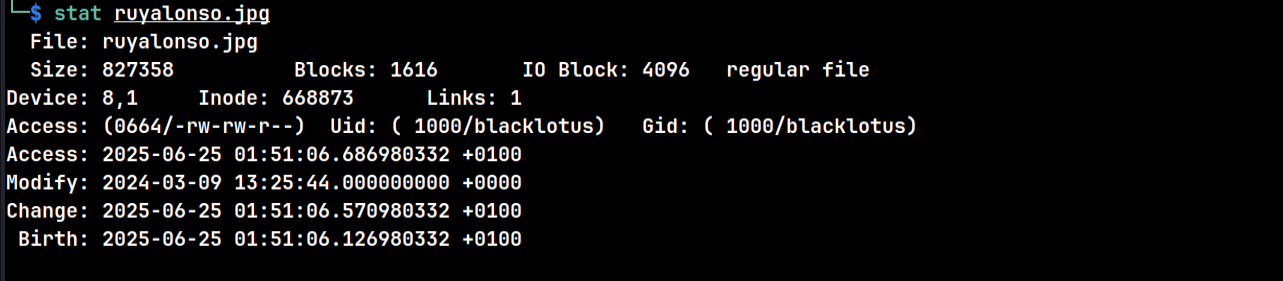 └─$ stat ruyalonso.jpg
  File: ruyalonso.jpg
  Size: 827358          Blocks: 1616       IO Block: 4096   regular file
Device: 8,1     Inode: 668873      Links: 1
Access: (0664/-rw-rw-r--)  Uid: ( 1000/blacklotus)   Gid: ( 1000/blacklotus)
Access: 2025-06-25 01:51:06.686980332 +0100
Modify: 2024-03-09 13:25:44.000000000 +0000
Change: 2025-06-25 01:51:06.570980332 +0100
 Birth: 2025-06-25 01:51:06.126980332 +0100